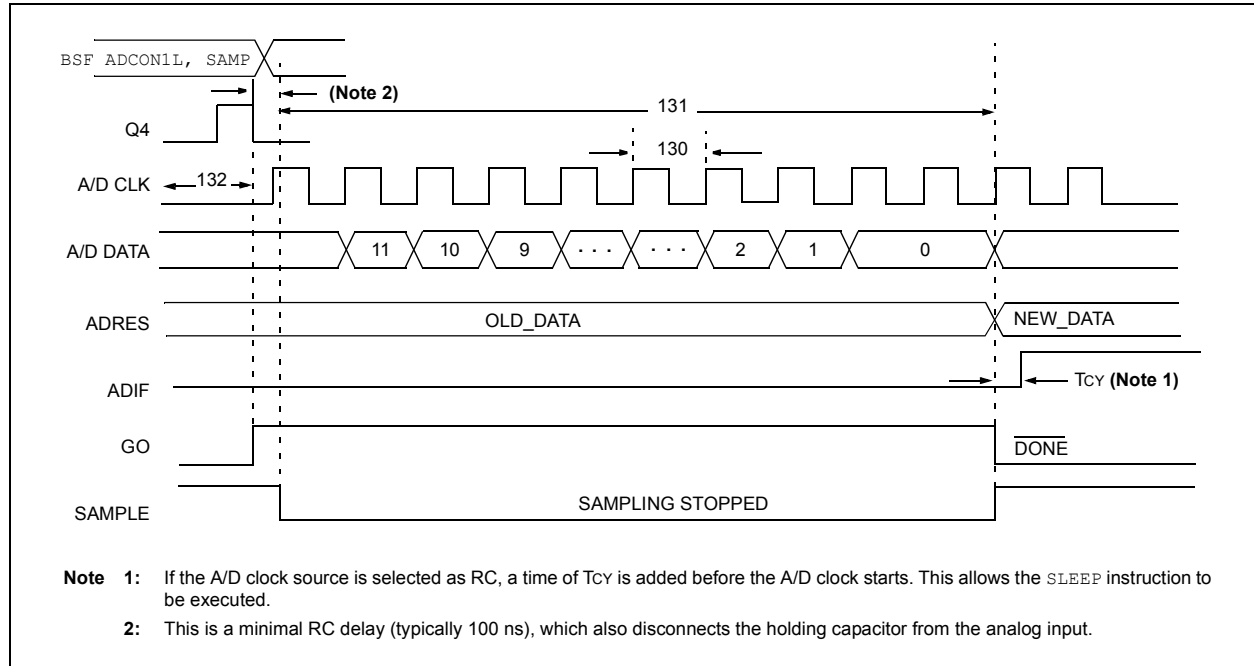 BSF ADCON1L, SAMP
(Note 2)
131
Q4
130
A/D CLK
132
A/D DATA
11 10 9 . . . . . . 2 1 0
ADRES
OLD_DATA
NEW_DATA
ADIF
TCY (Note 1)
GO
DONE
SAMPLE
SAMPLING STOPPED
Note 1: If the A/D clock source is selected as RC, a time of TCY is added before the A/D clock starts. This allows the SLEEP instruction to
be executed.
2: This is a minimal RC delay (typically 100 ns), which also disconnects the holding capacitor from the analog input.